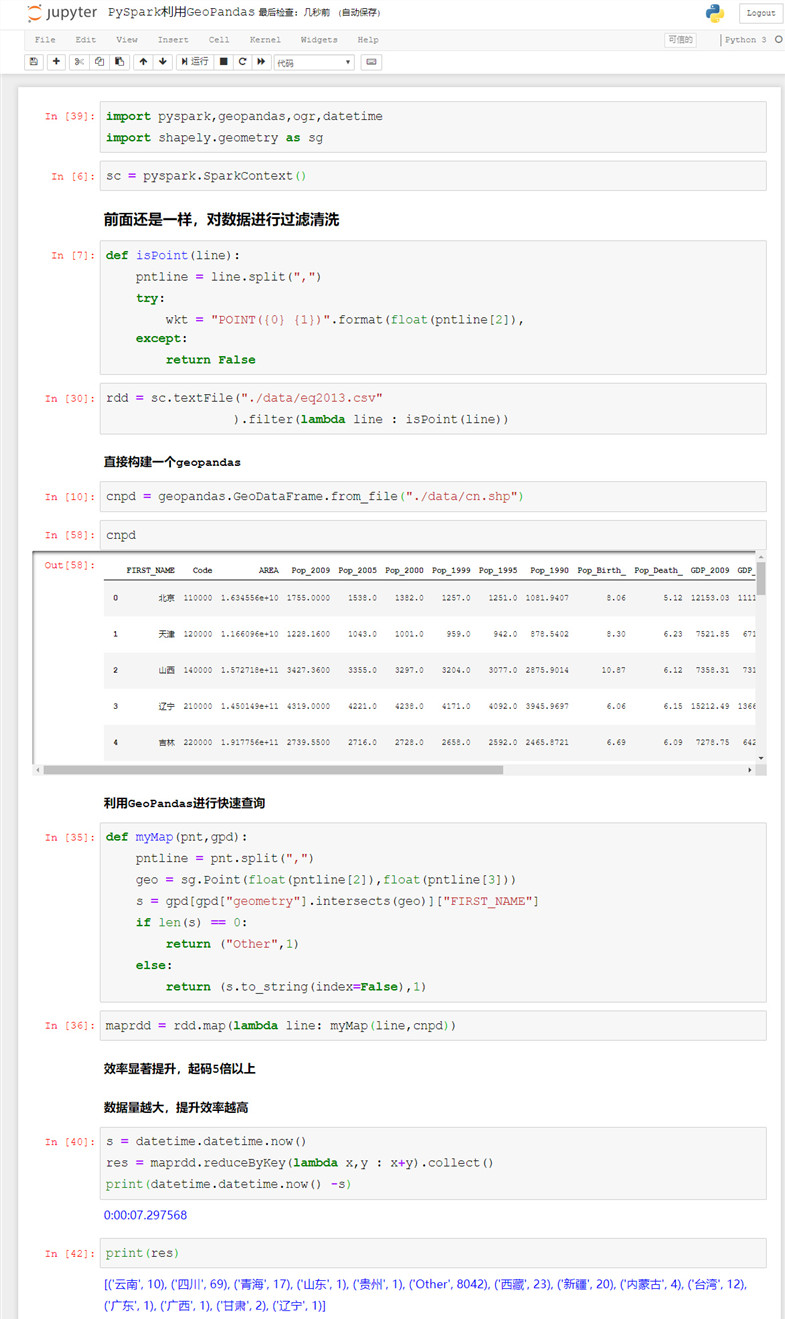 jupyter PySpark利用GeoPandas 最后检查: 几秒前 (自动保存) Logout
File Edit View Insert Cell Kernel Widgets Help 可信的 Python 3
运行 代码
In [39]: import pyspark,geopandas,ogr,datetime
import shapely.geometry as sg
In [6]: sc = pyspark.SparkContext()
前面还是一样，对数据进行过滤清洗
In [7]: def isPoint(line):
pntline = line.split(",")
try:
wkt = "POINT({0} {1})".format(float(pntline[2]),
except:
return False
In [30]: rdd = sc.textFile("./data/eq2013.csv"
).filter(lambda line : isPoint(line))
直接构建一个geopandas
In [10]: cnpd = geopandas.GeoDataFrame.from_file("./data/cn.shp")
In [58]: cnpd
Out[58]: FIRST_NAME Code AREA Pop_2009 Pop_2005 Pop_2000 Pop_1999 Pop_1995 Pop_1990 Pop_Birth_ Pop_Death_ GDP_2009 GDP_
0 北京 110000 1.634556e+10 1755.0000 1538.0 1382.0 1257.0 1251.0 1081.9407 8.06 5.12 12153.03 1111
1 天津 120000 1.166096e+10 1228.1600 1043.0 1001.0 959.0 942.0 878.5402 8.30 6.23 7521.85 671
2 山西 140000 1.572718e+11 3427.3600 3355.0 3297.0 3204.0 3077.0 2875.9014 10.87 6.12 7358.31 731
3 辽宁 210000 1.450149e+11 4319.0000 4221.0 4238.0 4171.0 4092.0 3945.9697 6.06 6.15 15212.49 1366
4 吉林 220000 1.917756e+11 2739.5500 2716.0 2728.0 2658.0 2592.0 2465.8721 6.69 6.09 7278.75 642
利用GeoPandas进行快速查询
In [35]: def myMap(pnt,gpd):
pntline = pnt.split(",")
geo = sg.Point(float(pntline[2]),float(pntline[3]))
s = gpd[gpd["geometry"].intersects(geo)]["FIRST_NAME"]
if len(s) == 0:
return ("Other",1)
else:
return (s.to_string(index=False),1)
In [36]: maprdd = rdd.map(lambda line: myMap(line,cnpd))
效率显著提升，起码5倍以上
数据量越大，提升效率越高
In [40]: s = datetime.datetime.now()
res = maprdd.reduceByKey(lambda x,y : x+y).collect()
print(datetime.datetime.now() -s)
0:00:07.297568
In [42]: print(res)
[('云南', 10), ('四川', 69), ('青海', 17), ('山东', 1), ('贵州', 1), ('Other', 8042), ('西藏', 23), ('新疆', 20), ('内蒙古', 4), ('台湾', 12),
('广东', 1), ('广西', 1), ('甘肃', 2), ('辽宁', 1)]